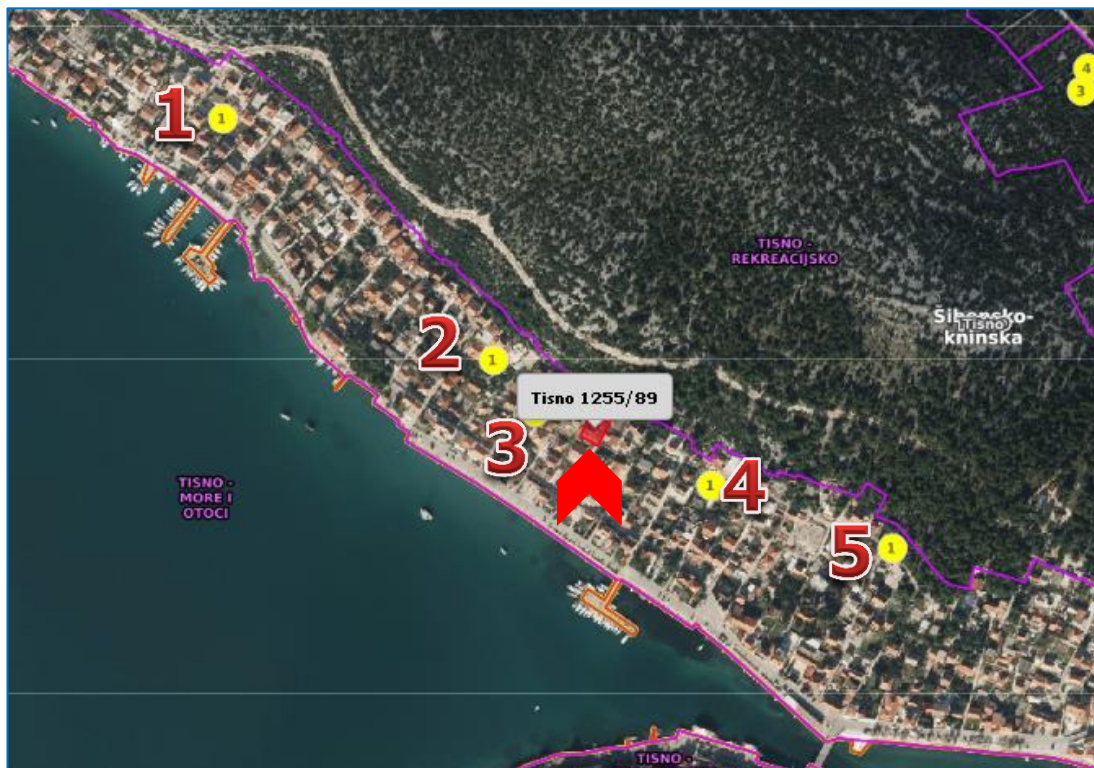 4
3
1
1
TISNO -
REKREACIJSKO
Šibensko-
kninska
Tisno
2
1
Tisno 1255/89
3
TISNO -
MORE I
OTOCI
1
4
5
1
TISNO -